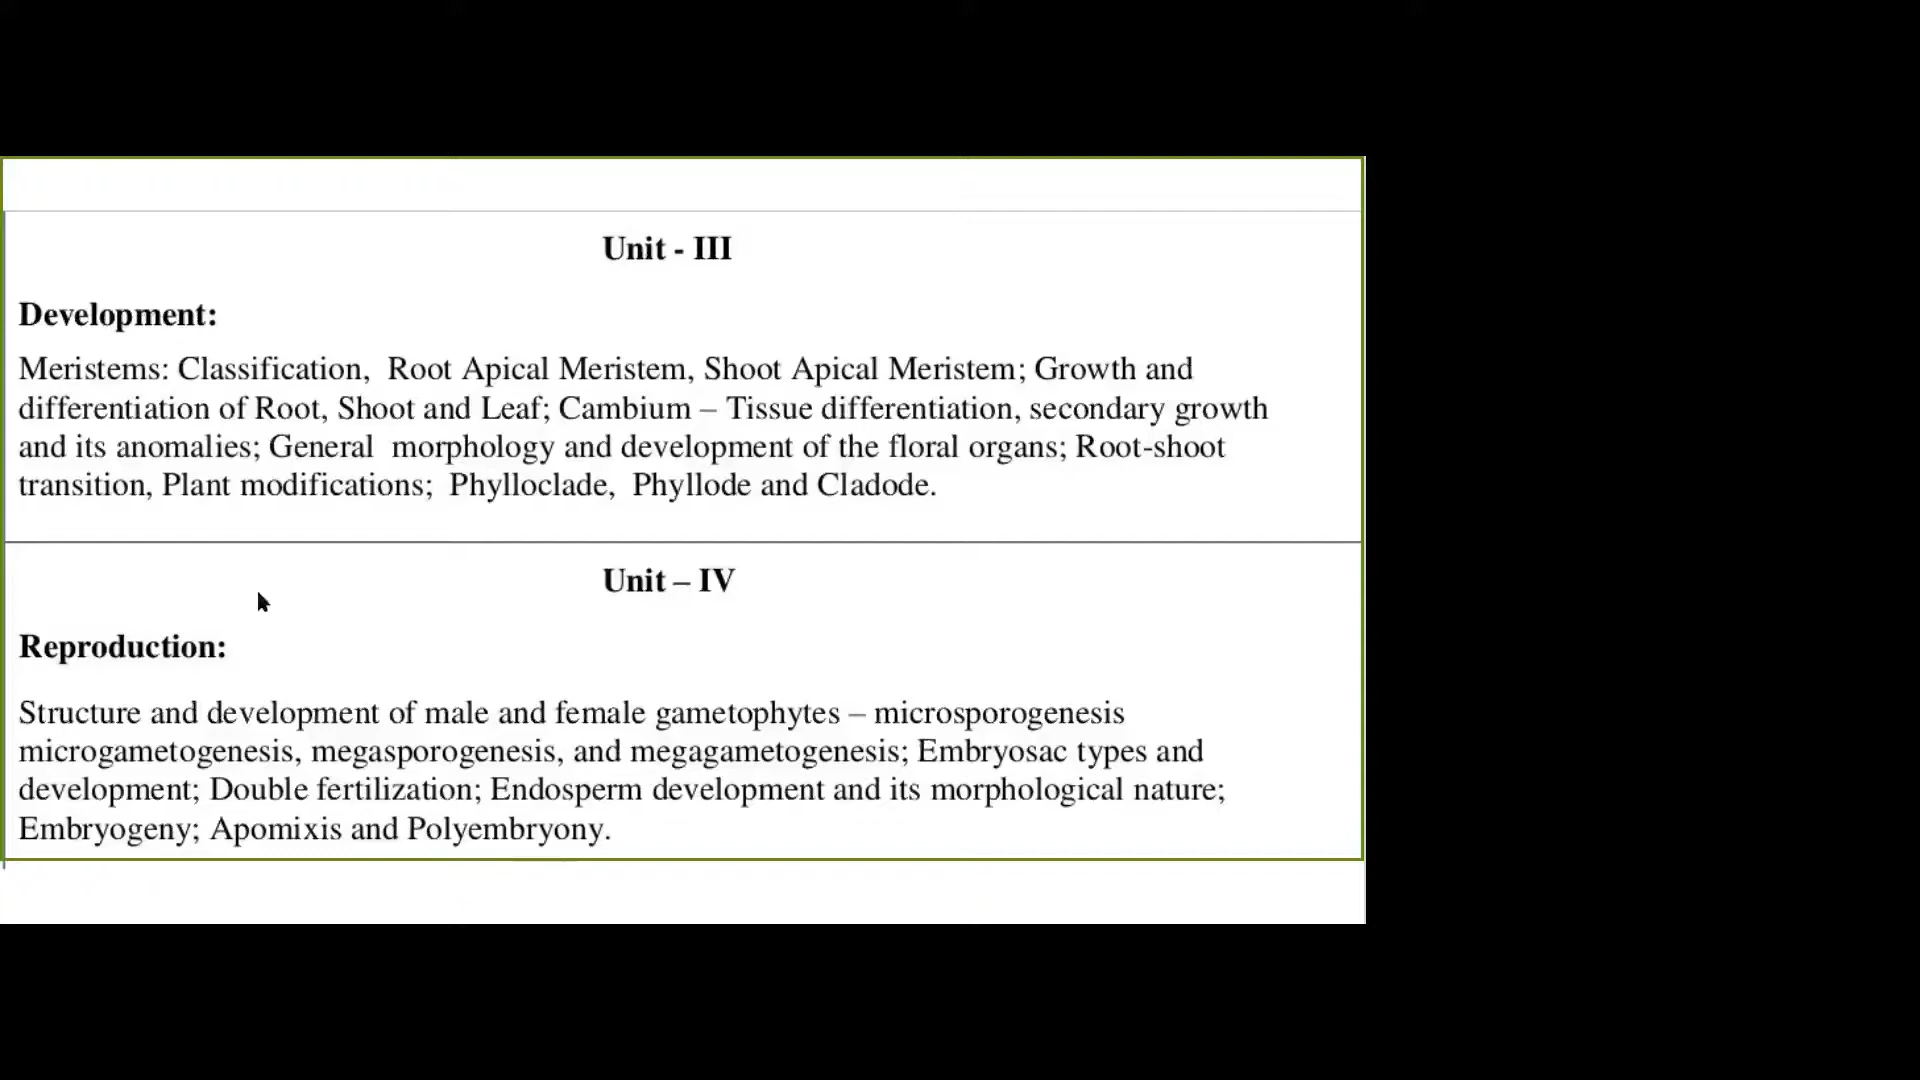 Unit - III
Development:
Meristems: Classification,  Root Apical Meristem, Shoot Apical Meristem; Growth and
differentiation of Root, Shoot and Leaf; Cambium – Tissue differentiation, secondary growth
and its anomalies; General  morphology and development of the floral organs; Root-shoot
transition, Plant modifications;  Phylloclade,  Phyllode and Cladode.
Unit – IV
Reproduction:
Structure and development of male and female gametophytes – microsporogenesis
microgametogenesis, megasporogenesis, and megagametogenesis; Embryosac types and
development; Double fertilization; Endosperm development and its morphological nature;
Embryogeny; Apomixis and Polyembryony.